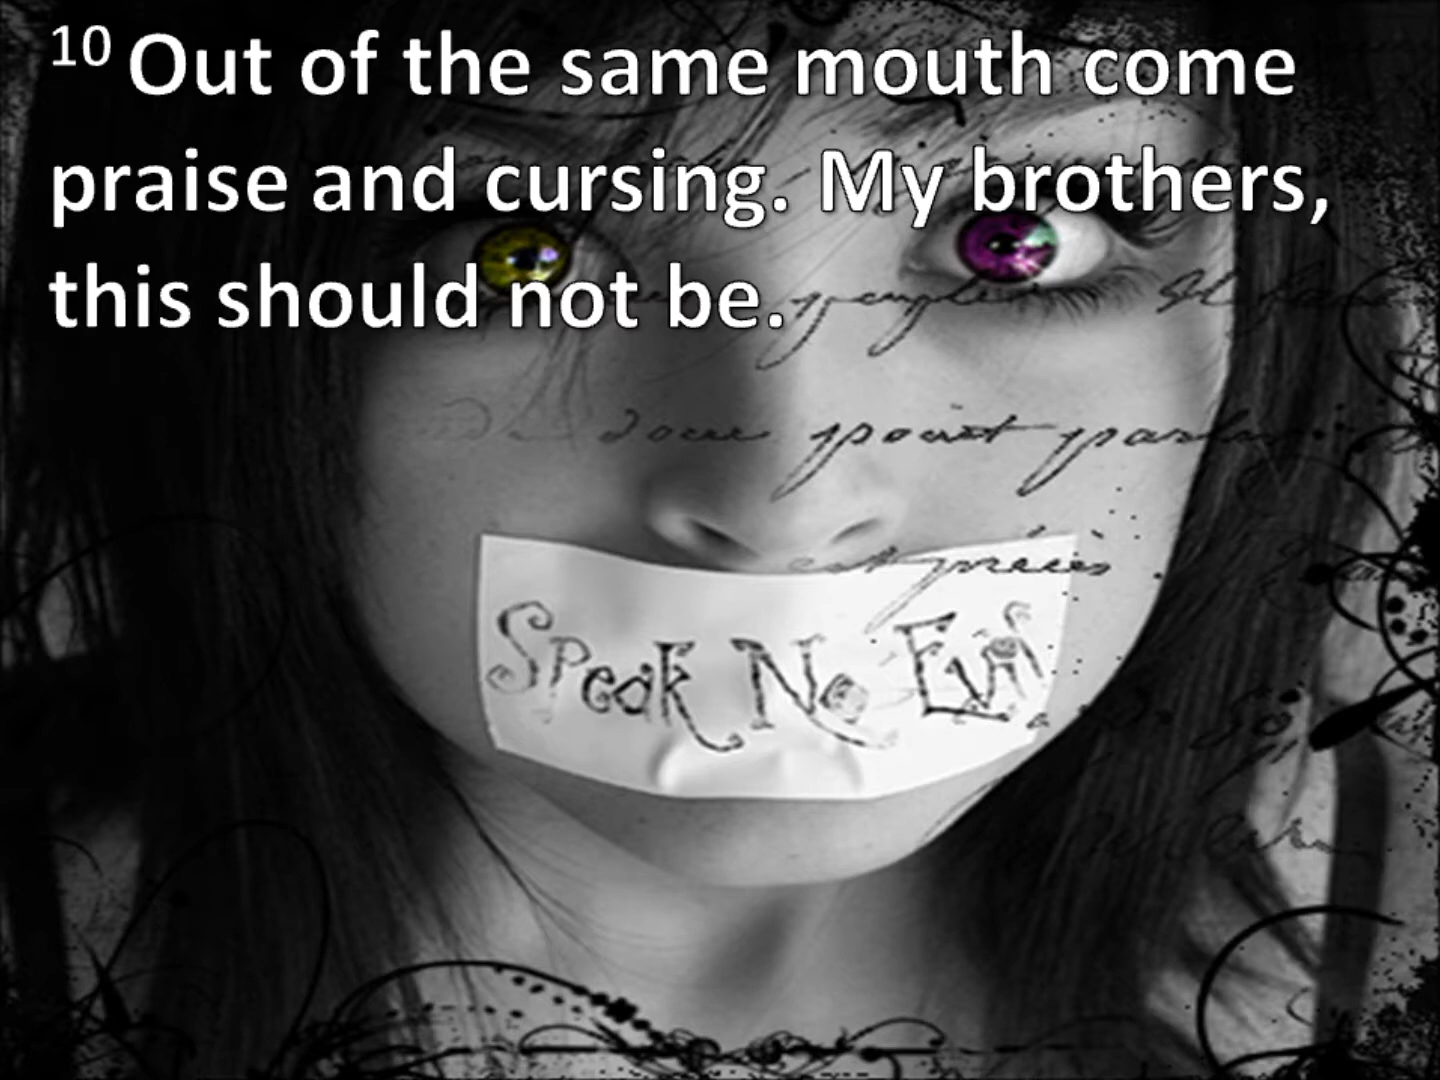 10 Out of the same mouth come
praise and cursing. My brothers,
this should not be.
point
Speak No Evil